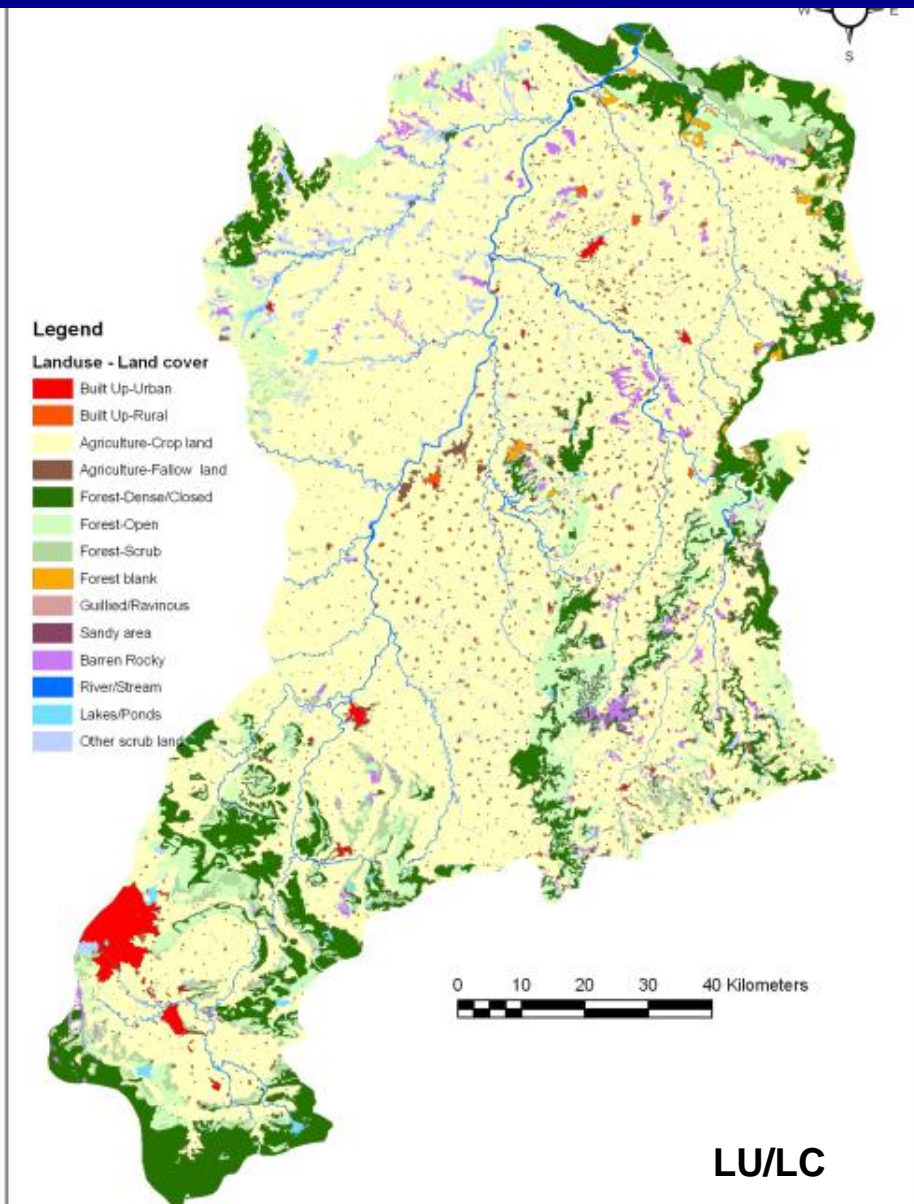 W E
S
Legend
Landuse - Land cover
Built Up-Urban
Built Up-Rural
Agriculture-Crop land
Agriculture-Fallow land
Forest-Dense/Closed
Forest-Open
Forest-Scrub
Forest blank
Guillied/Ravinous
Sandy area
Barren Rocky
River/Stream
Lakes/Ponds
Other scrub land
0 10 20 30 40 Kilometers
LU/LC